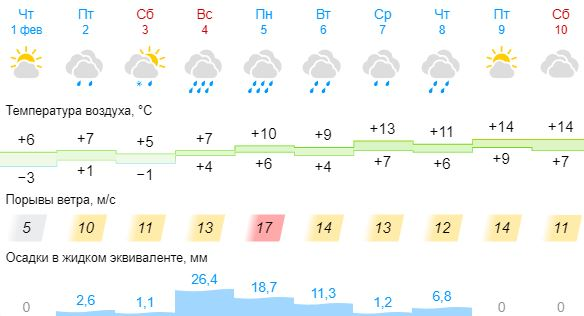 Чт Пт Сб Вс Пн Вт Ср Чт Пт Сб
1 фев 2 3 4 5 6 7 8 9 10
Температура воздуха, °C
+6 +7 +5 +7 +10 +9 +13 +11 +14 +14
−3 +1 −1 +4 +6 +4 +7 +6 +9 +7
Порывы ветра, м/с
5 10 11 13 17 14 13 12 14 11
Осадки в жидком эквиваленте, мм
0 2,6 1,1 26,4 18,7 11,3 1,2 6,8 0 0